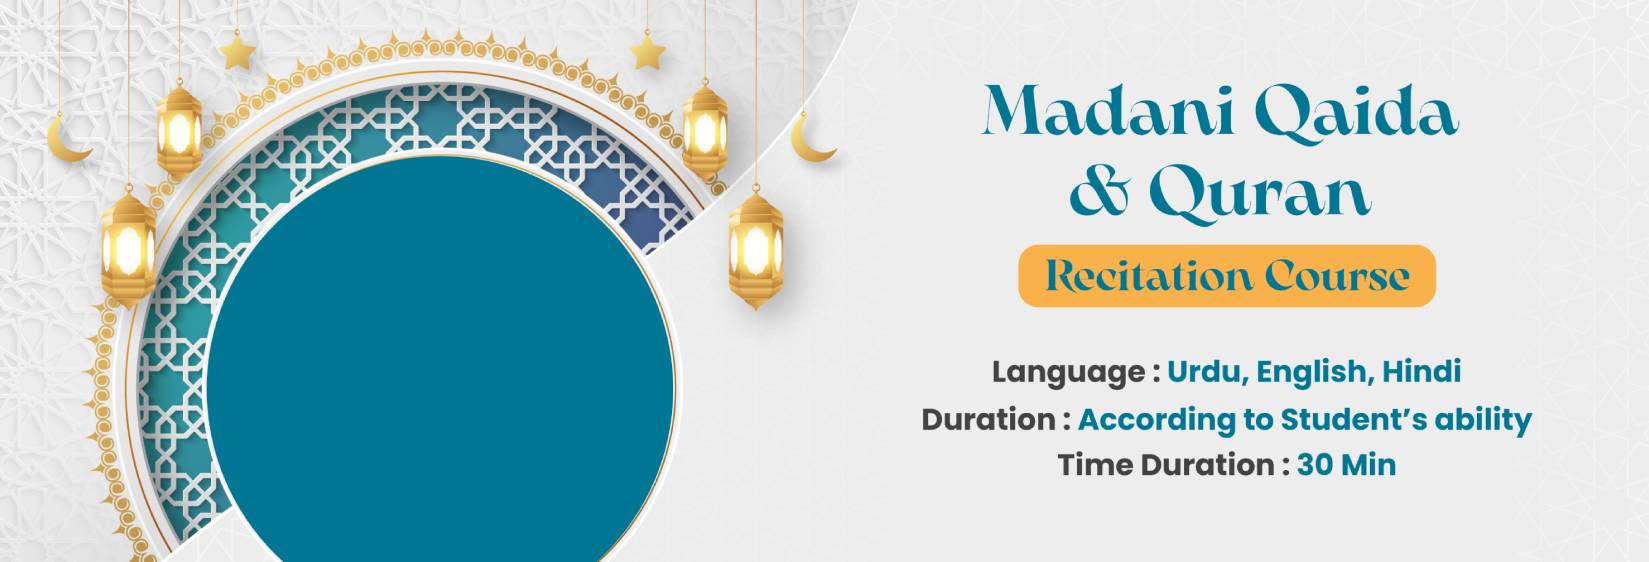 Madani Qaida
& Quran
Recitation Course
Language : Urdu, English, Hindi
Duration : According to Student’s ability
Time Duration : 30 Min